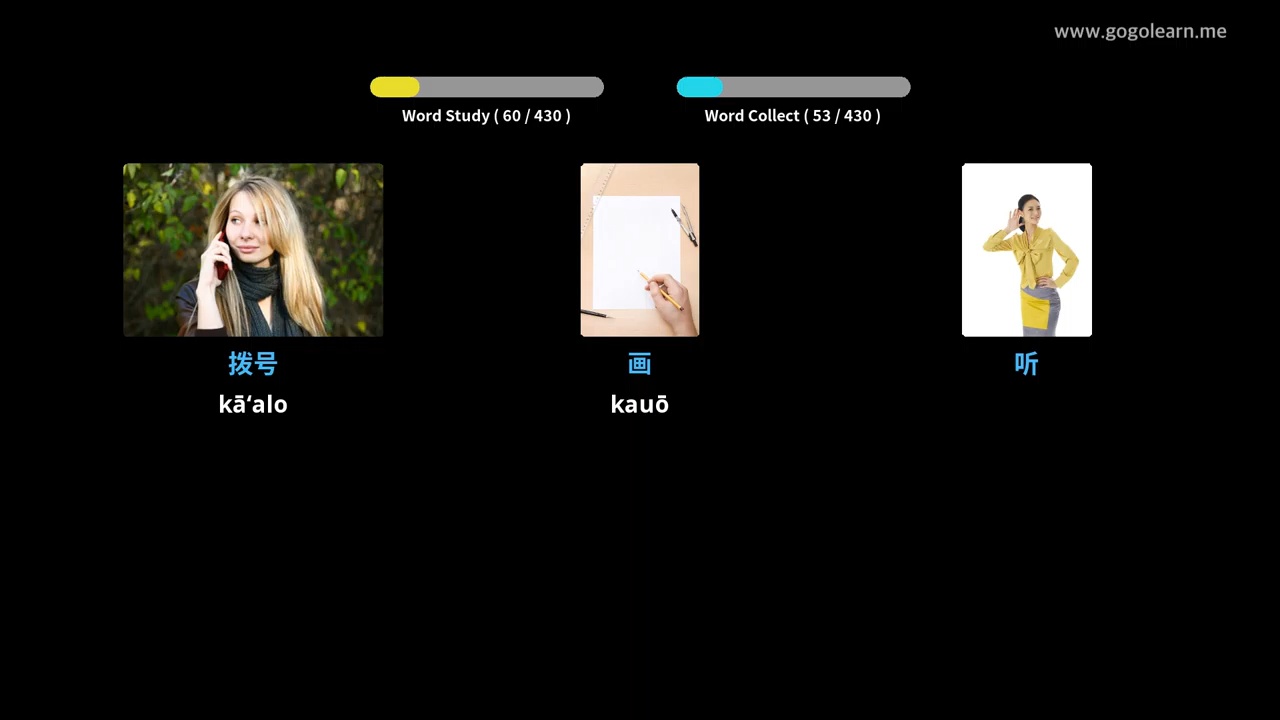 www.gogolearn.me
Word Study ( 60 / 430 )
Word Collect ( 53 / 430 )
拨号
画
听
kāʻalo
kauō